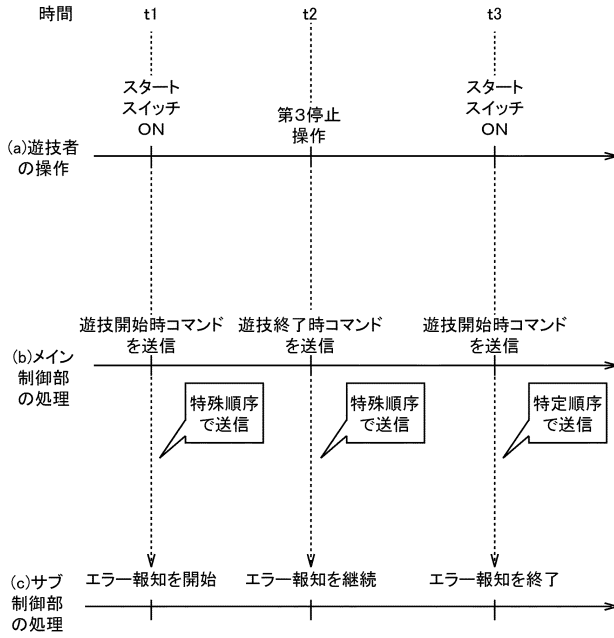 時間 t1 t2 t3
スタート
スイッチ
ON
第3停止
操作
スタート
スイッチ
ON
(a)遊技者
の操作
遊技開始時コマンド
を送信
遊技終了時コマンド
を送信
遊技開始時コマンド
を送信
(b)メイン
制御部
の処理
特殊順序
で送信
特殊順序
で送信
特定順序
で送信
(c)サブ
制御部
の処理
エラー報知を開始
エラー報知を継続
エラー報知を終了